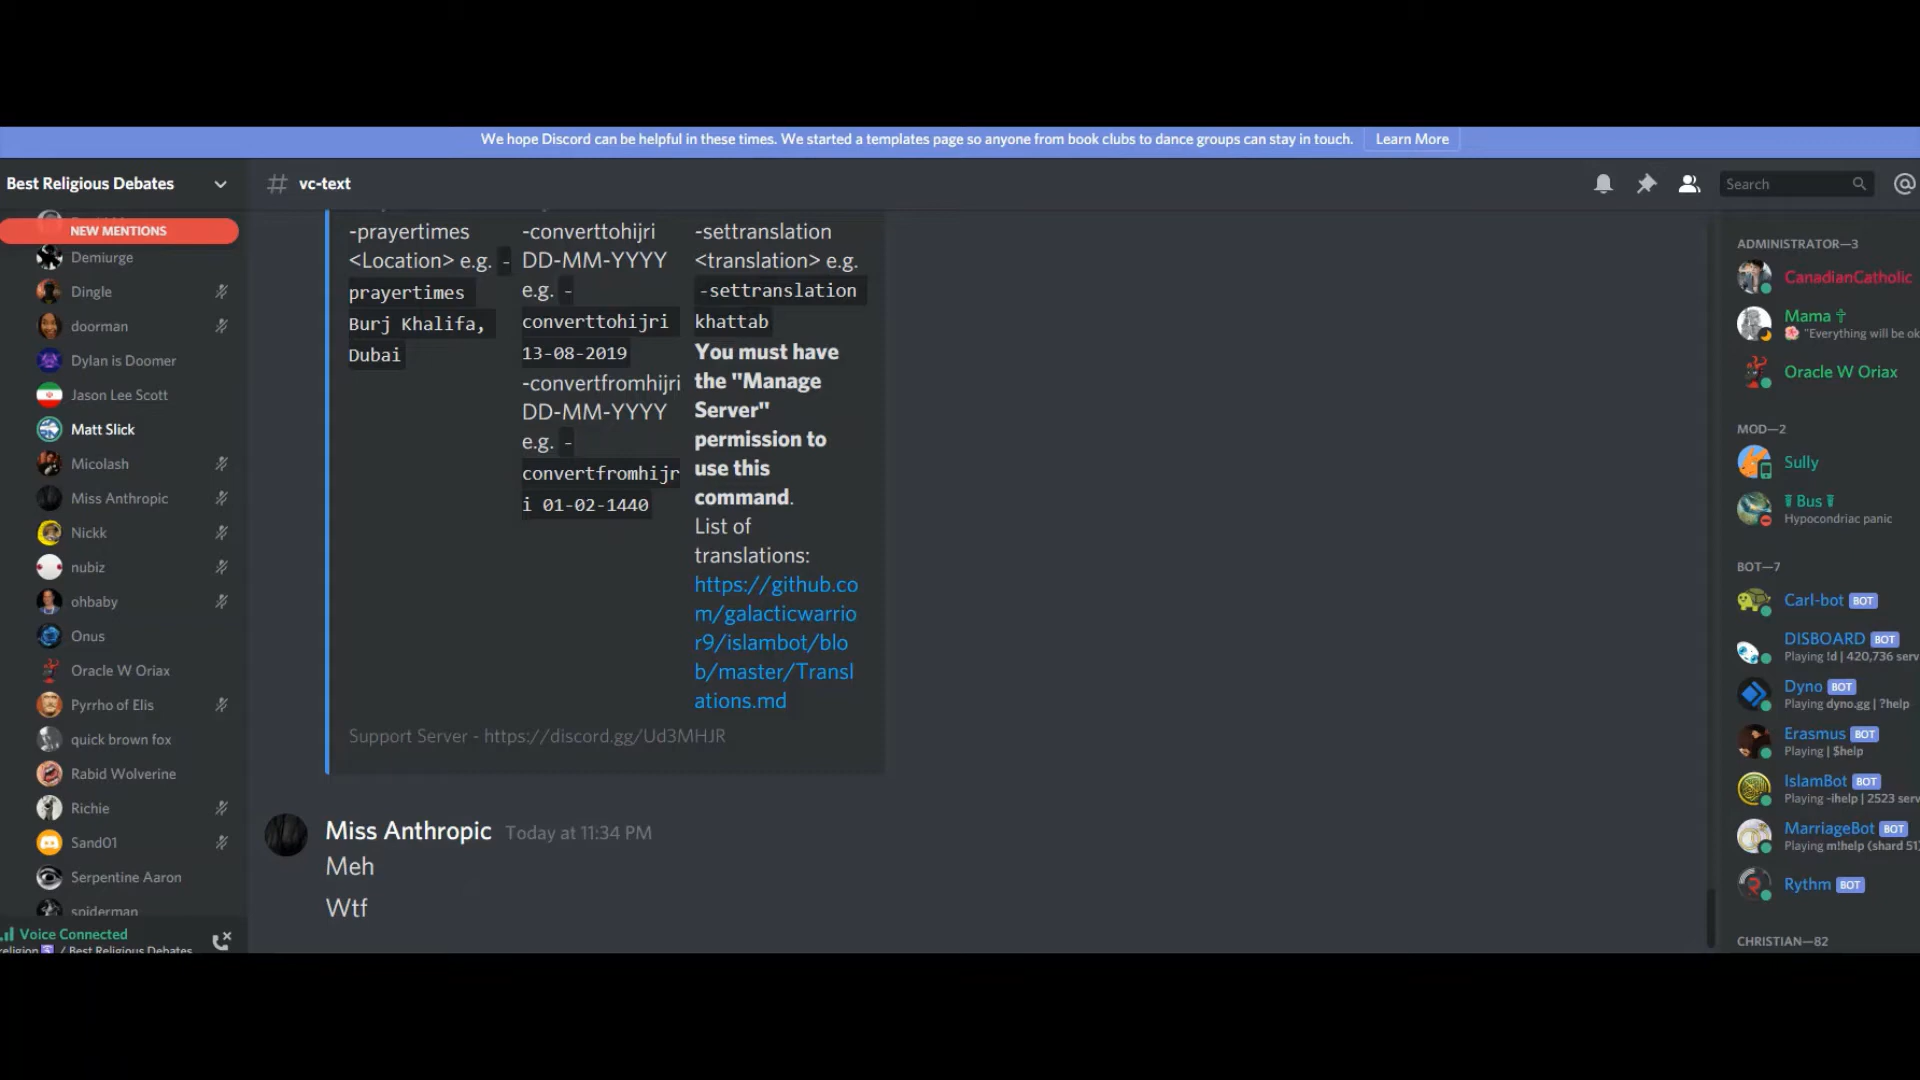 We hope Discord can be helpful in these times. We started a templates page so anyone from book clubs to dance groups can stay in touch. Learn More
Best Religious Debates
NEW MENTIONS
Demiurge
Dingle
doorman
Dylan is Doomer
Jason Lee Scott
Matt Slick
Micolash
Miss Anthropic
Nickk
nubiz
ohbaby
Onus
Oracle W Oriax
Pyrrho of Elis
quick brown fox
Rabid Wolverine
Richie
Sand01
Serpentine Aaron
spiderman
Voice Connected
religion / Best Religious Debates
# vc-text
Search
-prayertimes
<Location> e.g. -
prayertimes
Burj Khalifa,
Dubai
-converttohijri
DD-MM-YYYY
e.g. -
converttohijri
13-08-2019
-convertfromhijri
DD-MM-YYYY
e.g. -
convertfromhijr
i 01-02-1440
-settranslation
<translation> e.g.
-settranslation
khattab
You must have
the "Manage
Server"
permission to
use this
command.
List of
translations:
https://github.co
m/galacticwarrio
r9/islambot/blo
b/master/Transl
ations.md
Support Server - https://discord.gg/Ud3MHJR
Miss Anthropic Today at 11:34 PM
Meh
Wtf
ADMINISTRATOR—3
CanadianCatholic
Mama ✝
"Everything will be ok
Oracle W Oriax
MOD—2
Sully
Bus
Hypocondriac panic
BOT—7
Carl-bot BOT
DISBOARD BOT
Playing !d | 420,736 serv
Dyno BOT
Playing dyno.gg | ?help
Erasmus BOT
Playing | $help
IslamBot BOT
Playing -ihelp | 2523 serv
MarriageBot BOT
Playing m!help (shard 51)
Rythm BOT
CHRISTIAN—82